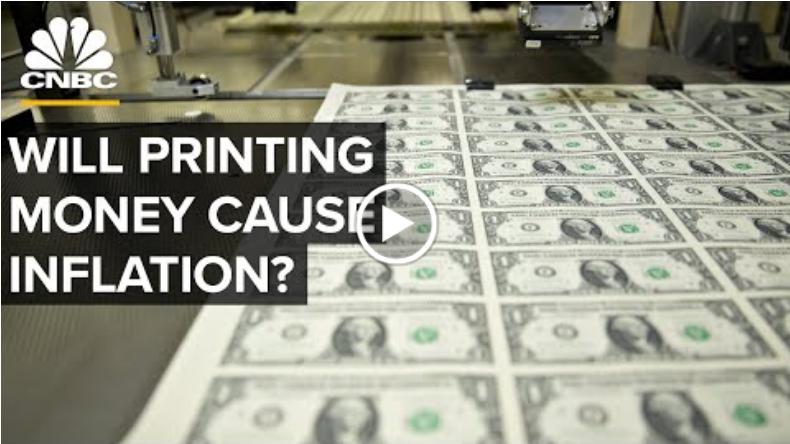 CNBC
WILL PRINTING
MONEY CAUSE
INFLATION?